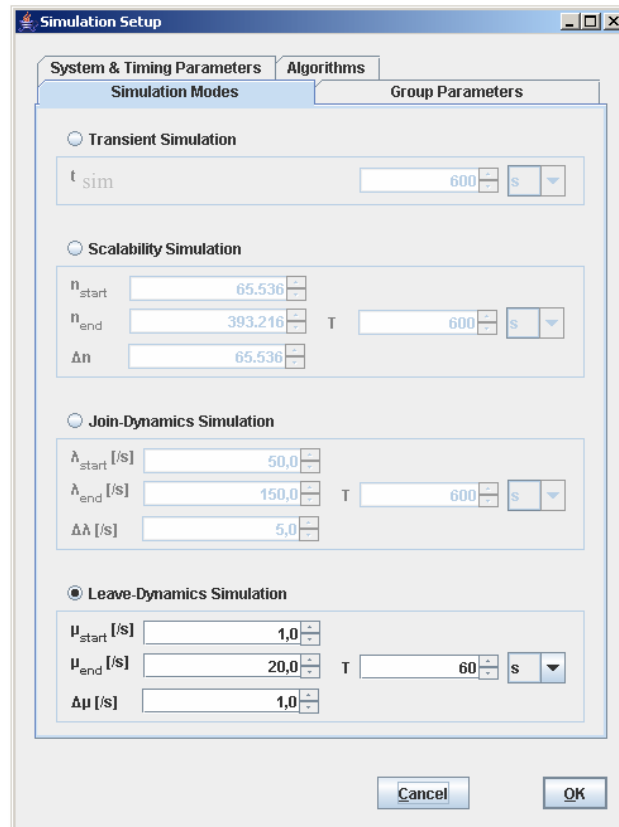 Simulation Setup
System & Timing Parameters Algorithms
Simulation Modes Group Parameters
Transient Simulation
t sim 600 s
Scalability Simulation
n start 65.536
n end 393.216 T 600 s
Δn 65.536
Join-Dynamics Simulation
λ start [/s] 50,0
λ end [/s] 150,0 T 600 s
Δλ [/s] 5,0
Leave-Dynamics Simulation
μ start [/s] 1,0
μ end [/s] 20,0 T 60 s
Δμ [/s] 1,0
Cancel OK